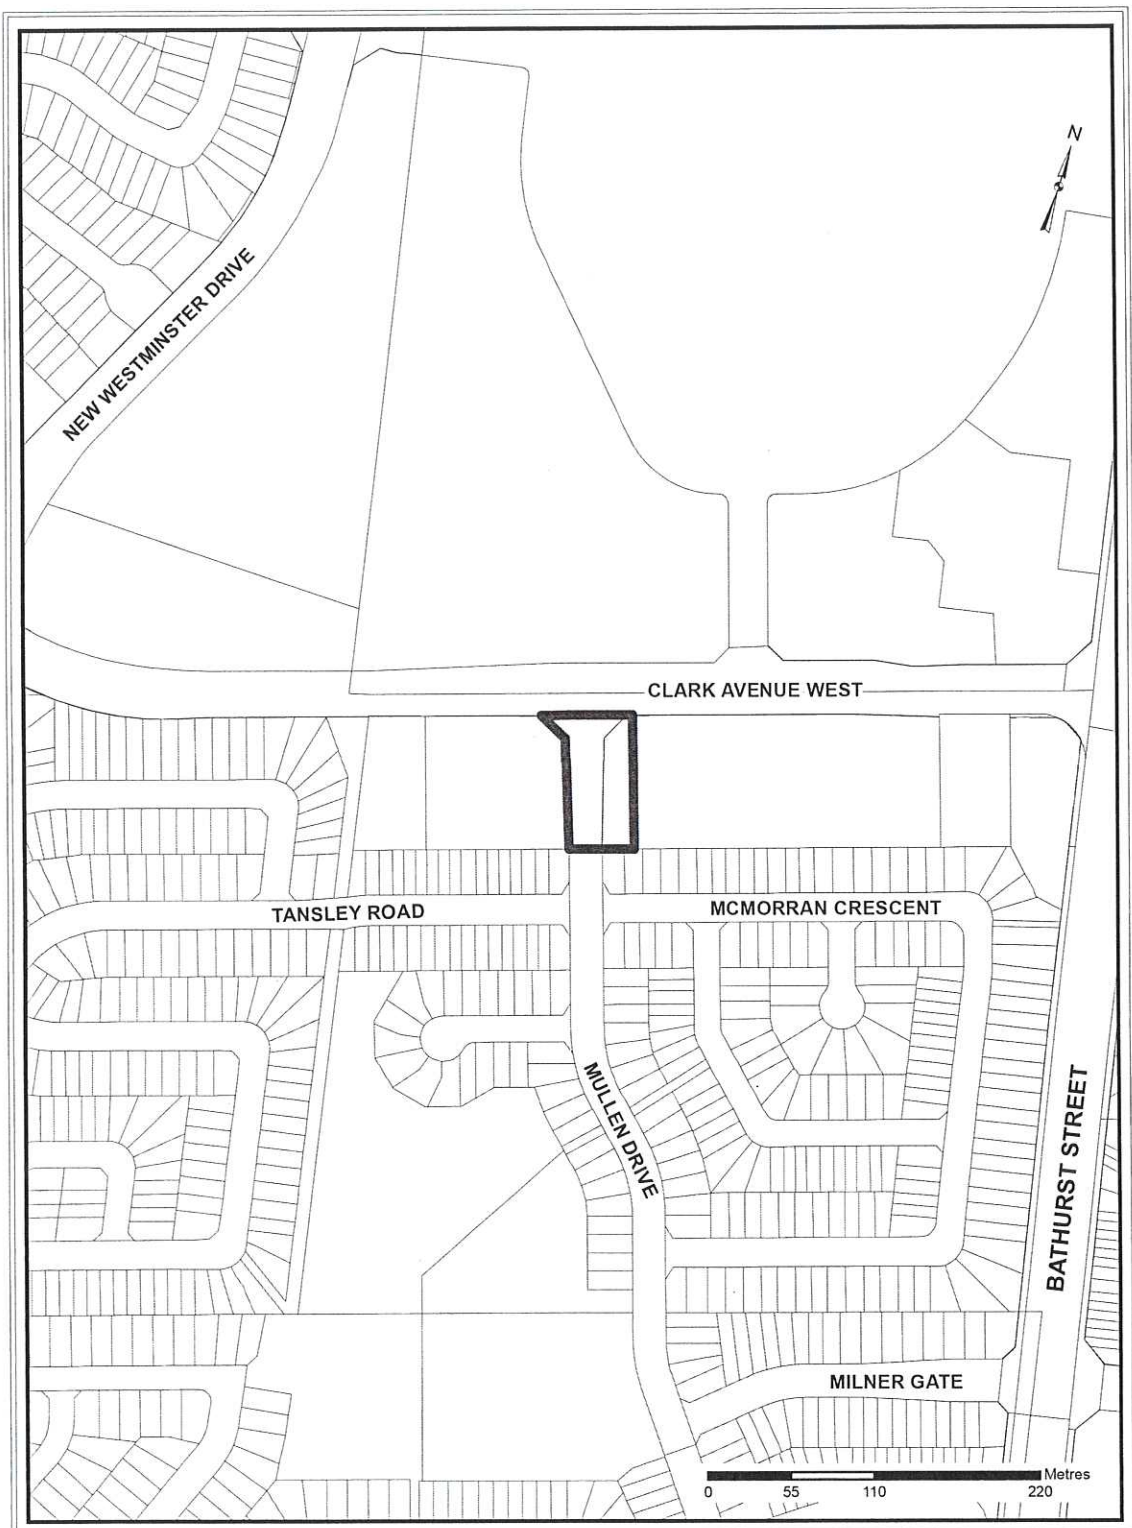 N
NEW WESTMINSTER DRIVE
CLARK AVENUE WEST
TANSLEY ROAD
MCMORRAN CRESCENT
MULLEN DRIVE
BATHURST STREET
MILNER GATE
Metres
0 55 110 220